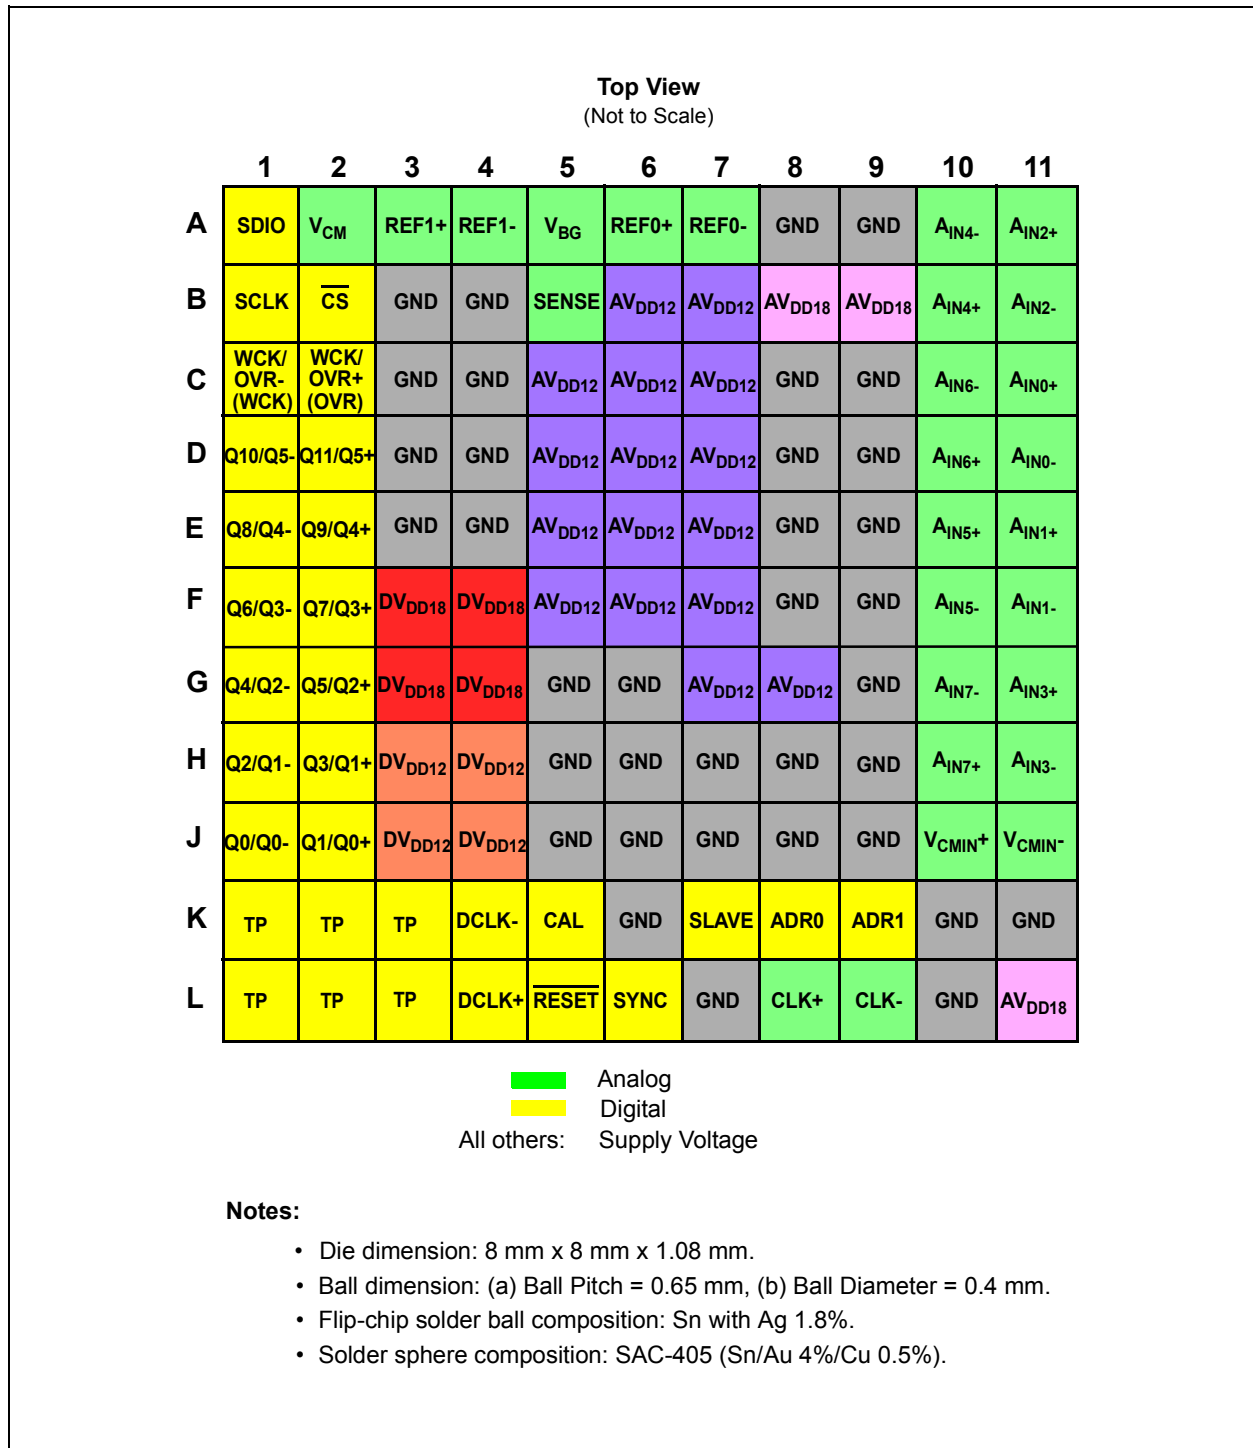 Top View
(Not to Scale)
1 2 3 4 5 6 7 8 9 10 11
A SDIO VCM REF1+ REF1- VBG REF0+ REF0- GND GND AIN4- AIN2+
B SCLK CS GND GND SENSE AVDD12 AVDD12 AVDD18 AVDD18 AIN4+ AIN2-
C WCK/OVR-(WCK) WCK/OVR+(OVR) GND GND AVDD12 AVDD12 AVDD12 GND GND AIN6- AIN0+
D Q10/Q5- Q11/Q5+ GND GND AVDD12 AVDD12 AVDD12 GND GND AIN6+ AIN0-
E Q8/Q4- Q9/Q4+ GND GND AVDD12 AVDD12 AVDD12 GND GND AIN5+ AIN1+
F Q6/Q3- Q7/Q3+ DVDD18 DVDD18 AVDD12 AVDD12 AVDD12 GND GND AIN5- AIN1-
G Q4/Q2- Q5/Q2+ DVDD18 DVDD18 GND GND AVDD12 AVDD12 GND AIN7- AIN3+
H Q2/Q1- Q3/Q1+ DVDD12 DVDD12 GND GND GND GND GND AIN7+ AIN3-
J Q0/Q0- Q1/Q0+ DVDD12 DVDD12 GND GND GND GND GND VCMIN+ VCMIN-
K TP TP TP DCLK- CAL GND SLAVE ADR0 ADR1 GND GND
L TP TP TP DCLK+ RESET SYNC GND CLK+ CLK- GND AVDD18
Analog
Digital
All others: Supply Voltage
Notes:
• Die dimension: 8 mm x 8 mm x 1.08 mm.
• Ball dimension: (a) Ball Pitch = 0.65 mm, (b) Ball Diameter = 0.4 mm.
• Flip-chip solder ball composition: Sn with Ag 1.8%.
• Solder sphere composition: SAC-405 (Sn/Au 4%/Cu 0.5%).